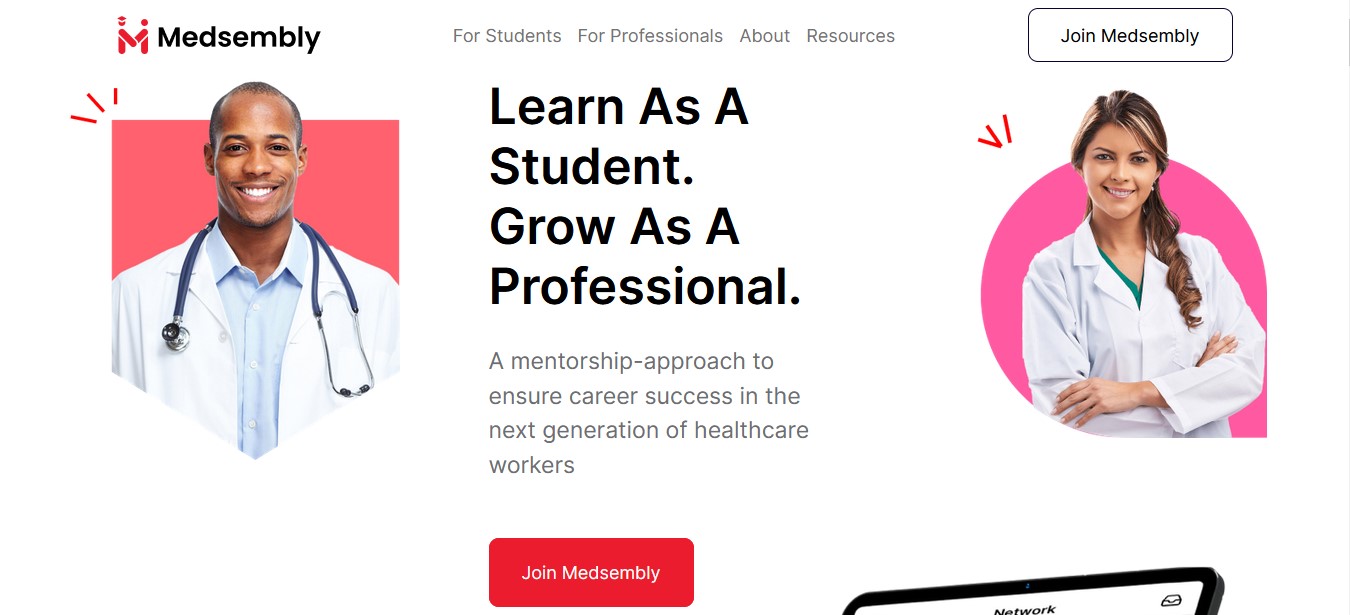 Medsembly
For Students For Professionals About Resources
Join Medsembly
Learn As A
Student.
Grow As A
Professional.
A mentorship-approach to
ensure career success in the
next generation of healthcare
workers
Join Medsembly
Network